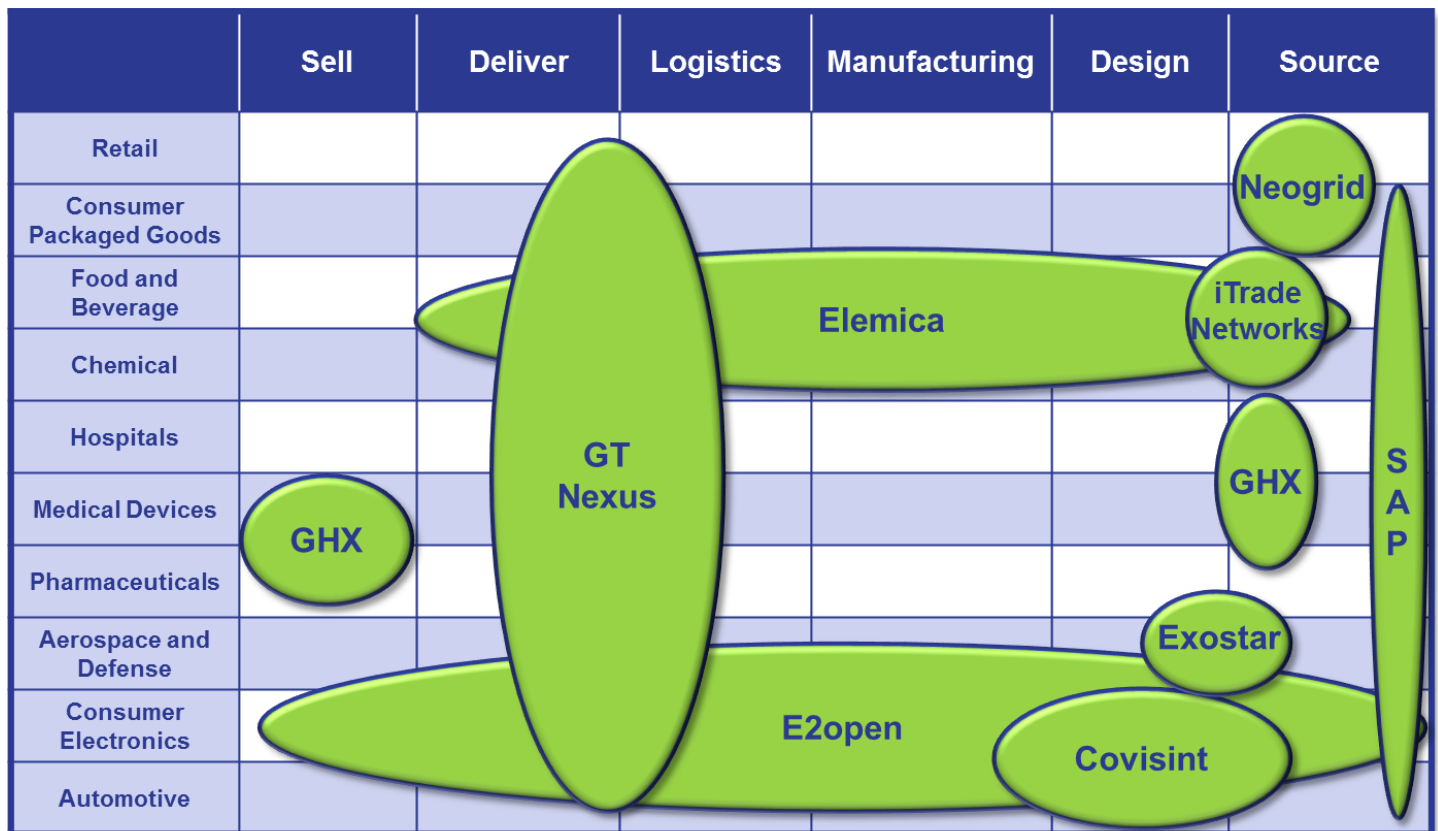 Sell
Deliver
Logistics
Manufacturing
Design
Source
Retail
Neogrid
Consumer
Packaged Goods
Food and
Beverage
Elemica
iTrade
Networks
Chemical
Hospitals
GT
Nexus
GHX
S
A
P
Medical Devices
GHX
Pharmaceuticals
Aerospace and
Defense
Exostar
Consumer
Electronics
E2open
Covisint
Automotive